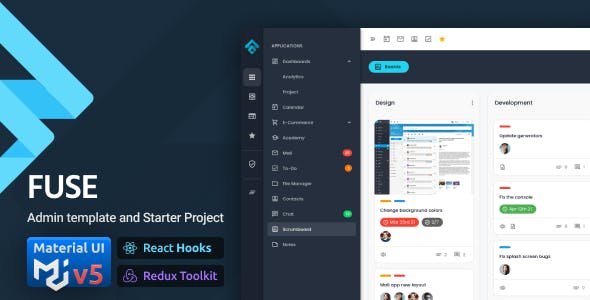 FUSE
Admin template and Starter Project
Material UI
v5
React Hooks
Redux Toolkit
APPLICATIONS
Dashboards
Analytics
Project
Calendar
E-Commerce
Academy
Mail
To-Do
File Manager
Contacts
Chat
Scrumboard
Notes
Boards
Design
Change background colors
Mar 23rd 21
2/7
Mail app new layout
Development
Update generators
Fix the console
Apr 12th 21
Fix splash screen bugs